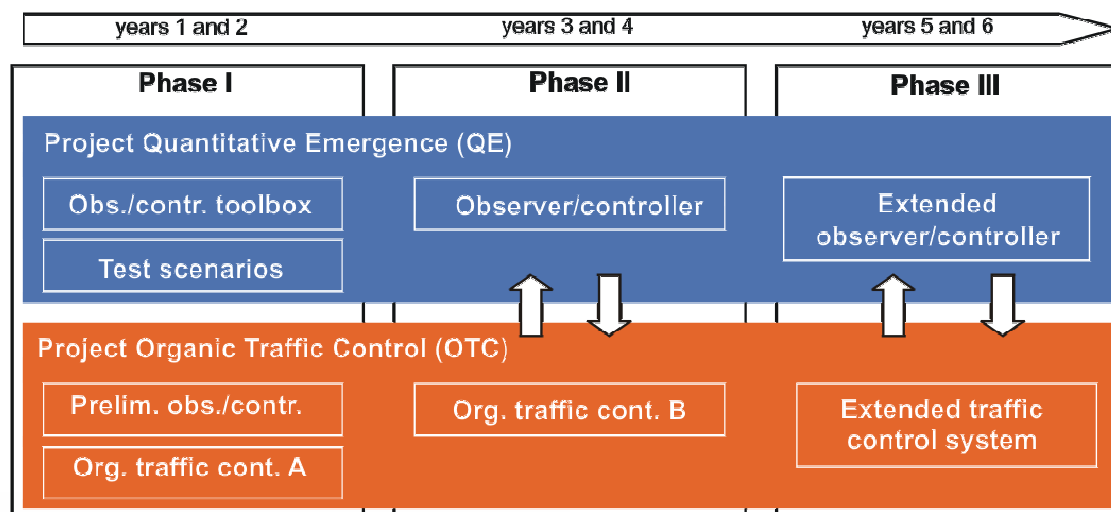 years 1 and 2
years 3 and 4
years 5 and 6
Phase I
Phase II
Phase III
Project Quantitative Emergence (QE)
Obs./contr. toolbox
Observer/controller
Extended
observer/controller
Test scenarios
Project Organic Traffic Control (OTC)
Prelim. obs./contr.
Org. traffic cont. B
Extended traffic
control system
Org. traffic cont. A